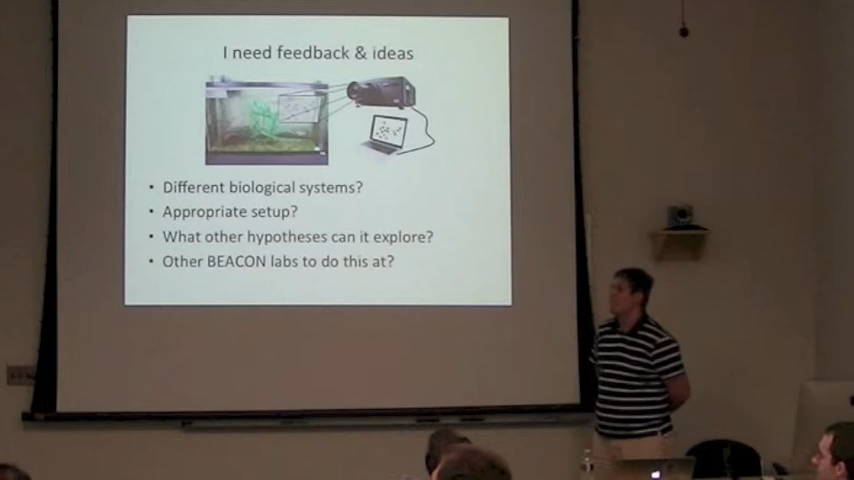 I need feedback & ideas
• Different biological systems?
• Appropriate setup?
• What other hypotheses can it explore?
• Other BEACON labs to do this at?